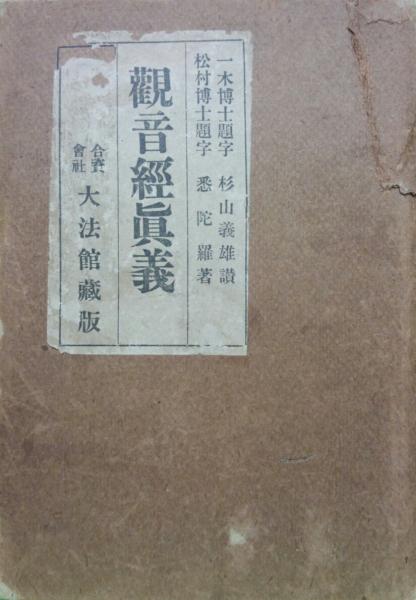 一木博士題字 杉山義雄讃
松村博士題字 悉陀羅著
觀音經眞義
合資會社 大法館藏版